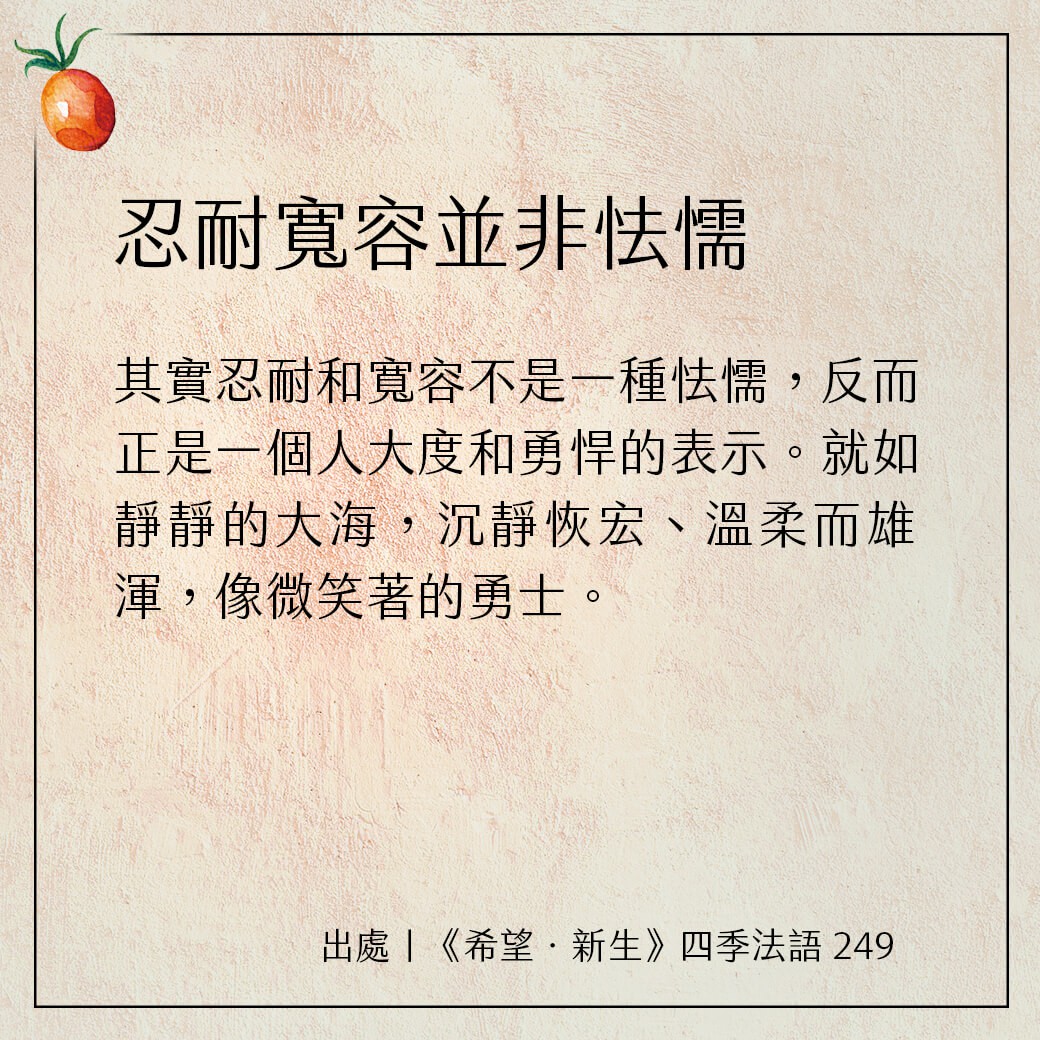 忍耐寬容並非怯懦
其實忍耐和寬容不是一種怯懦，反而
正是一個人大度和勇悍的表示。就如
靜靜的大海，沉靜恢宏、溫柔而雄
渾，像微笑著的勇士。
出處｜《希望．新生》四季法語 249